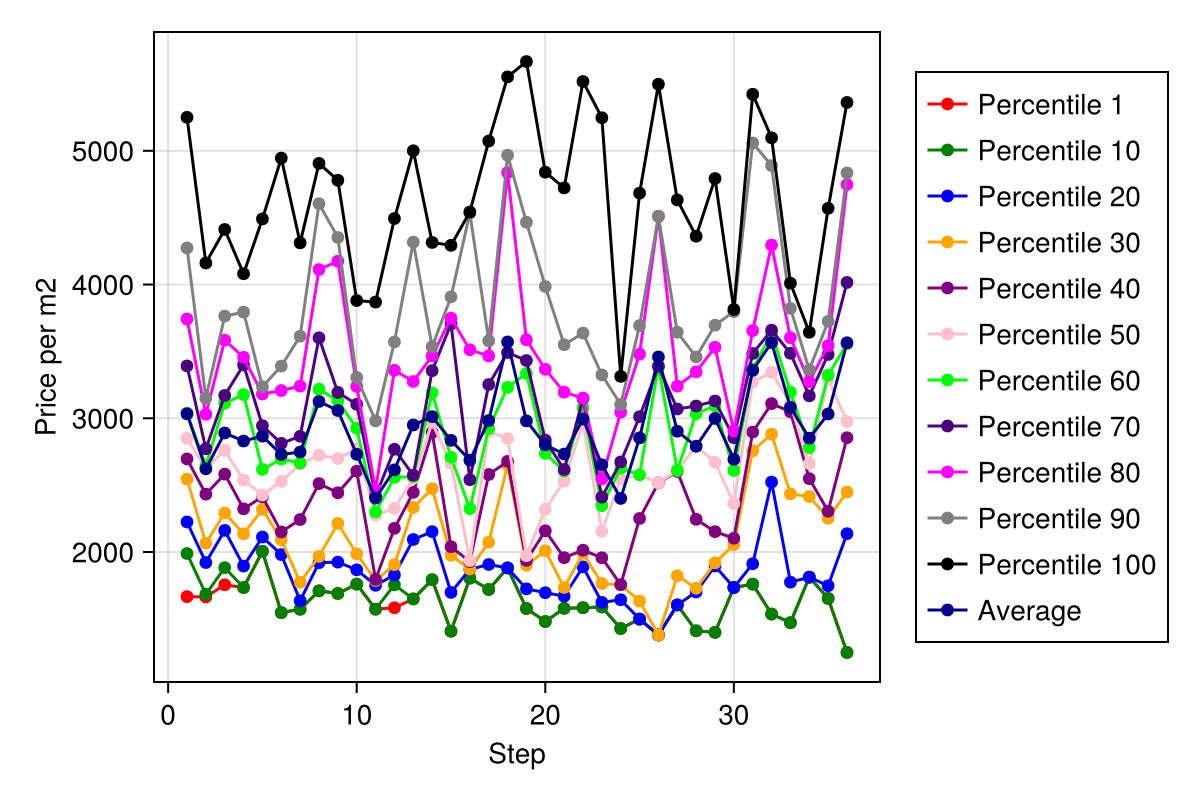 5000
4000
3000
2000
Price per m2
0 10 20 30
Step
Percentile 1
Percentile 10
Percentile 20
Percentile 30
Percentile 40
Percentile 50
Percentile 60
Percentile 70
Percentile 80
Percentile 90
Percentile 100
Average